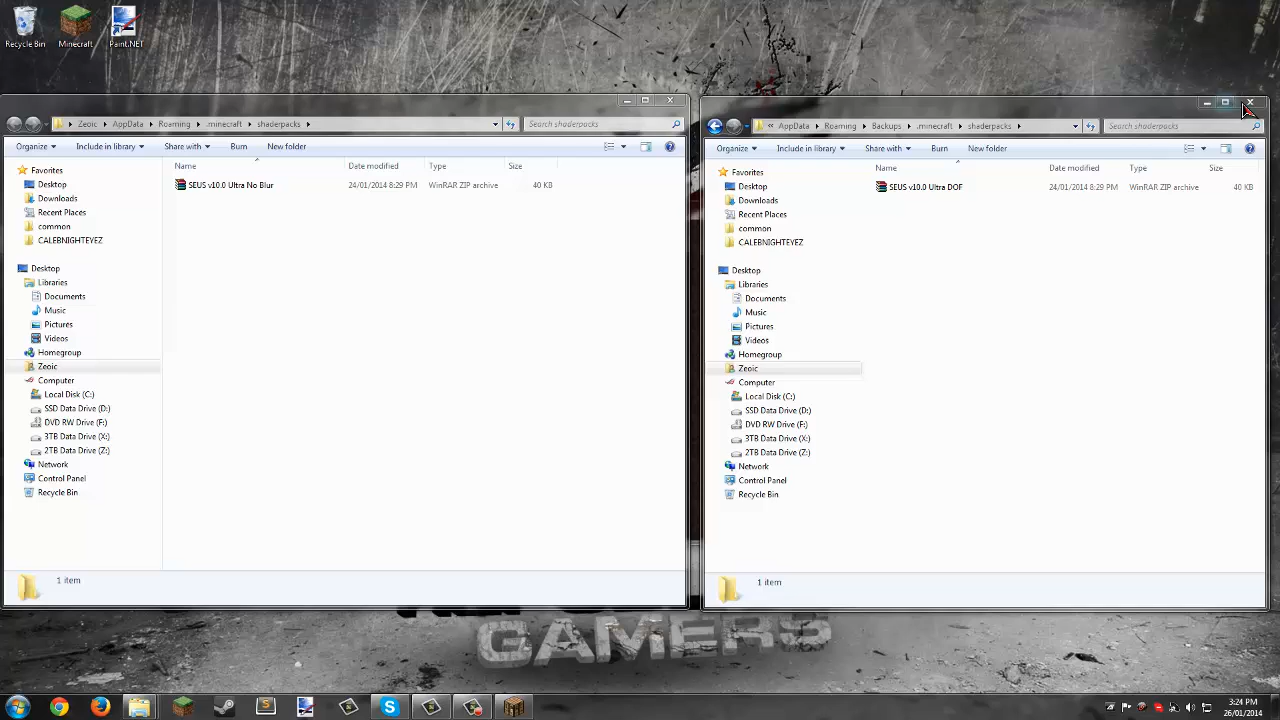 Recycle Bin
Minecraft
Paint.NET
Zeoic
AppData
Roaming
.minecraft
shaderpacks
Search shaderpacks
Organize
Include in library
Share with
Burn
New folder
Name
Date modified
Type
Size
SEUS v10.0 Ultra No Blur
24/01/2014 8:29 PM
WinRAR ZIP archive
40 KB
Favorites
Desktop
Downloads
Recent Places
common
CALEBNIGHTEYEZ
Desktop
Libraries
Documents
Music
Pictures
Videos
Homegroup
Zeoic
Computer
Local Disk (C:)
SSD Data Drive (D:)
DVD RW Drive (F:)
3TB Data Drive (X:)
2TB Data Drive (Z:)
Network
Control Panel
Recycle Bin
1 item
«
AppData
Roaming
Backups
.minecraft
shaderpacks
Search shaderpacks
Organize
Include in library
Share with
Burn
New folder
Name
Date modified
Type
Size
SEUS v10.0 Ultra DOF
24/01/2014 8:29 PM
WinRAR ZIP archive
40 KB
Favorites
Desktop
Downloads
Recent Places
common
CALEBNIGHTEYEZ
Desktop
Libraries
Documents
Music
Pictures
Videos
Homegroup
Zeoic
Computer
Local Disk (C:)
SSD Data Drive (D:)
DVD RW Drive (F:)
3TB Data Drive (X:)
2TB Data Drive (Z:)
Network
Control Panel
Recycle Bin
1 item
GAMERS
3:24 PM
26/01/2014